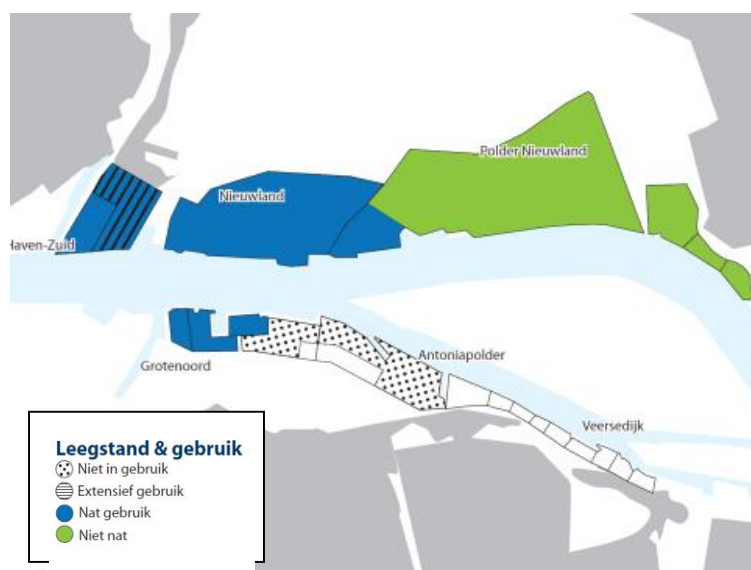 Polder Nieuwland
Nieuwland
Haven-Zuid
Antoniapolder
Grotenoord
Veersedijk
Leegstand & gebruik
Niet in gebruik
Extensief gebruik
Nat gebruik
Niet nat